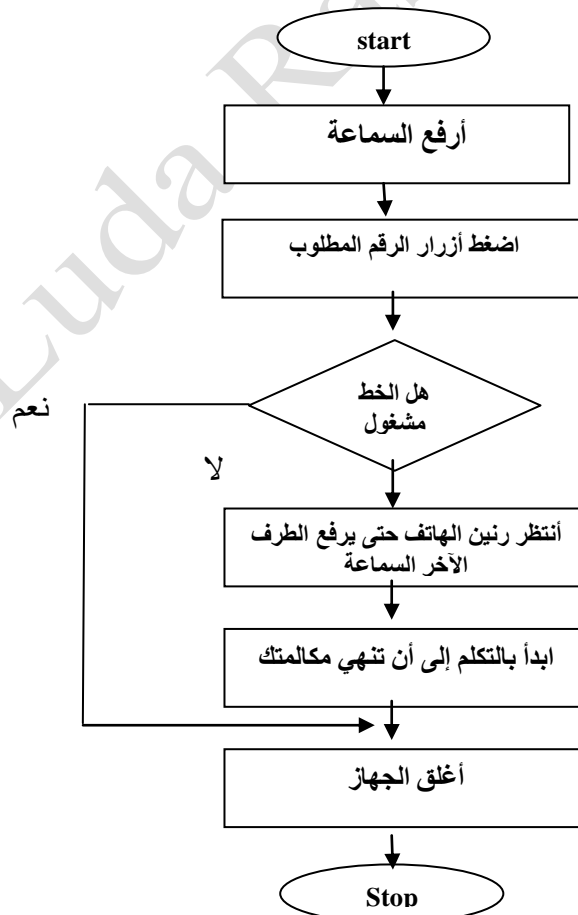 start
أرفع السماعة
اضغط أزرار الرقم المطلوب
هل الخط
مشغول
نعم
لا
أنتظر رنين الهاتف حتى يرفع الطرف
الآخر السماعة
ابدأ بالتكلم إلى أن تنهي مكالمتك
أغلق الجهاز
Stop
Luda